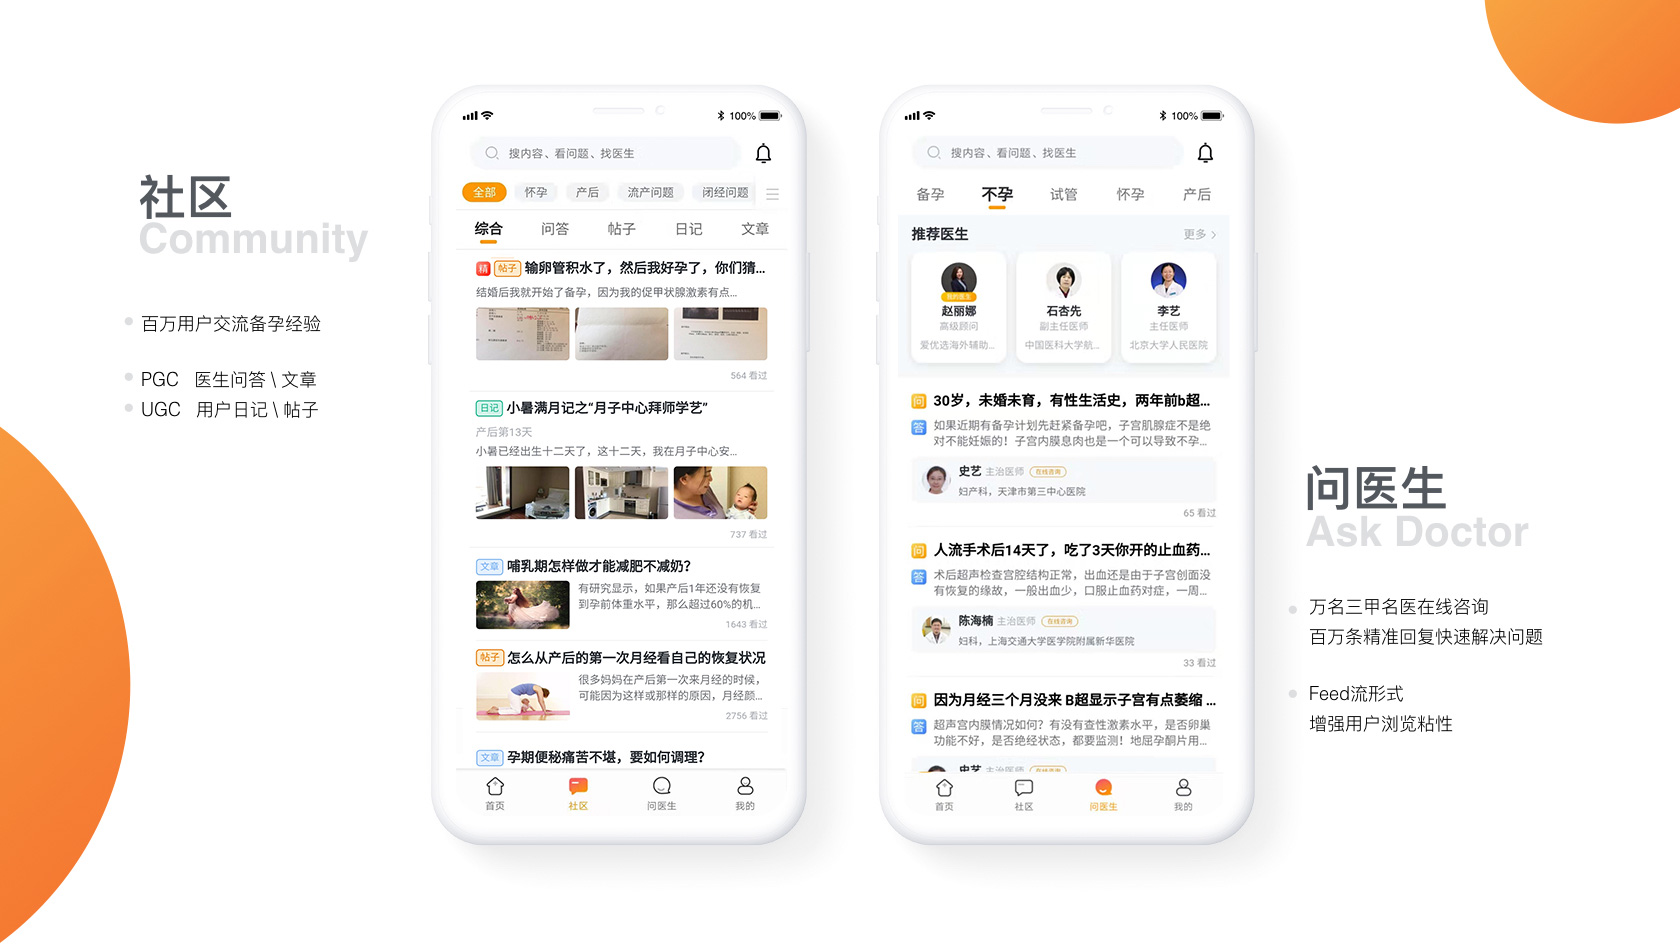 社区
Community
百万用户交流备孕经验
PGC 医生问答 \ 文章
UGC 用户日记 \ 帖子
100%
搜内容、看问题、找医生
全部 怀孕 产后 流产问题 闭经问题
综合 问答 帖子 日记 文章
精 帖子 输卵管积水了，然后我好孕了，你们猜...
结婚后我就开始了备孕，因为我的促甲状腺激素有点...
564 看过
日记 小暑满月记之“月子中心拜师学艺”
产后第13天
小暑已经出生十二天了，这十二天，我在月子中心安...
737 看过
文章 哺乳期怎样做才能减肥不减奶?
有研究显示，如果产后1年还没有恢复
到孕前体重水平，那么超过60%的机...
1643 看过
帖子 怎么从产后的第一次月经看自己的恢复状况
很多妈妈在产后第一次来月经的时候，
可能因为这样或那样的原因，月经颜...
2756 看过
文章 孕期便秘痛苦不堪，要如何调理?
首页 社区 问医生 我的
100%
搜内容、看问题、找医生
备孕 不孕 试管 怀孕 产后
推荐医生 更多
我的医生
赵丽娜 石杏先 李艺
高级顾问 副主任医师 主任医师
爱优选海外辅助... 中国医科大学航... 北京大学人民医院
问 30岁，未婚未育，有性生活史，两年前b超...
答 如果近期有备孕计划先赶紧备孕吧，子宫肌腺症不是绝
对不能妊娠的！子宫内膜息肉也是一个可以导致不孕...
史艺 主治医师 在线咨询
妇产科，天津市第三中心医院
65 看过
问 人流手术后14天了，吃了3天你开的止血药...
答 术后超声检查宫腔结构正常，出血还是由于子宫创面没
有恢复的缘故，一般出血少，口服止血药对症，一周...
陈海楠 主治医师 在线咨询
妇科，上海交通大学医学院附属新华医院
33 看过
问 因为月经三个月没来 B超显示子宫有点萎缩 ...
答 超声宫内膜情况如何？有没有查性激素水平，是否卵巢
功能不好，是否绝经状态，都要监测！地屈孕酮片用...
史艺 主治医师 在线咨询
首页 社区 问医生 我的
问医生
Ask Doctor
万名三甲名医在线咨询
百万条精准回复快速解决问题
Feed流形式
增强用户浏览粘性